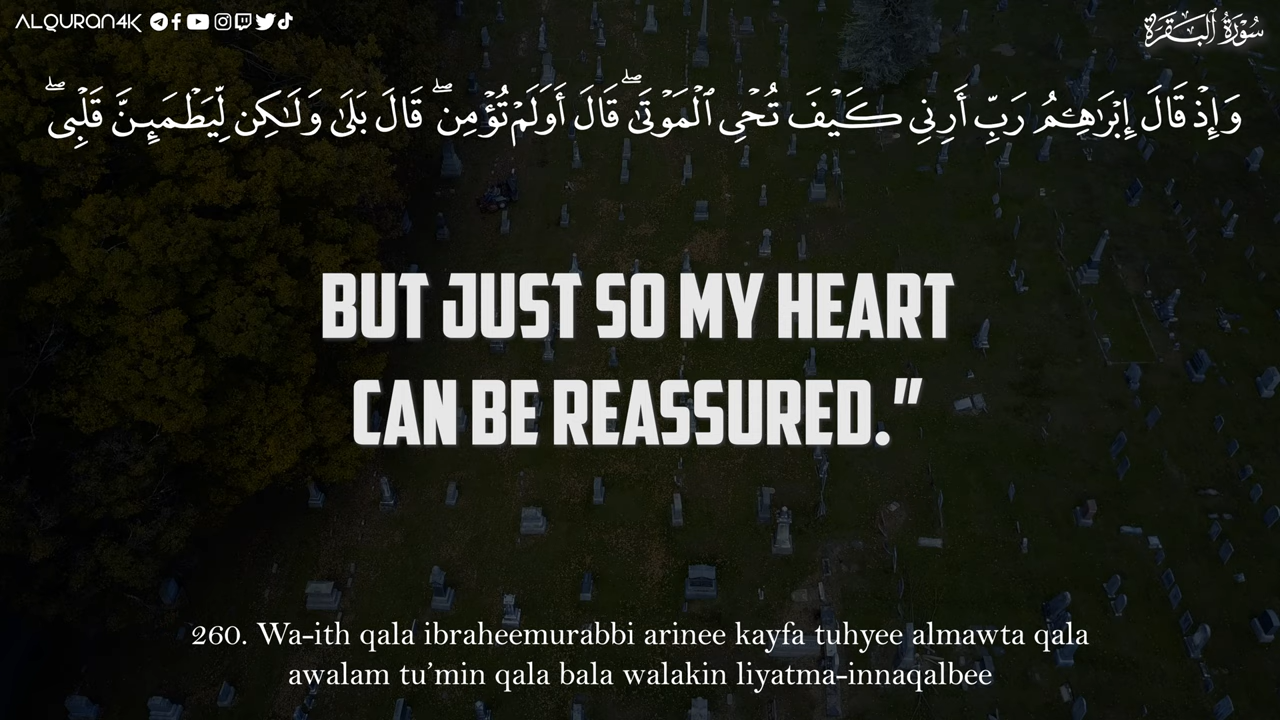 ALQURAN4K
سُورَةُ ٱلْبَقَرَةِ
وَإِذْ قَالَ إِبْرَٰهِـۧمُ رَبِّ أَرِنِى كَيْفَ تُحْىِ ٱلْمَوْتَىٰ ۖ قَالَ أَوَلَمْ تُؤْمِن ۖ قَالَ بَلَىٰ وَلَـٰكِن لِّيَطْمَئِنَّ قَلْبِى ۖ
BUT JUST SO MY HEART
CAN BE REASSURED."
260. Wa-ith qala ibraheemurabbi arinee kayfa tuhyee almawta qala
awalam tu’min qala bala walakin liyatma-innaqalbee